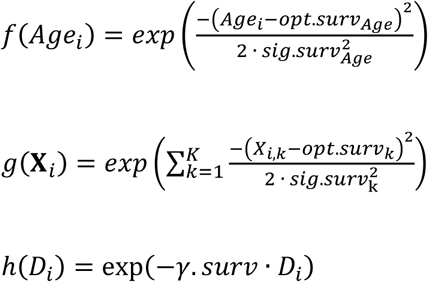 f(Age_i) = exp( −(Age_i−opt.surv_Age)^2 / 2 · sig.surv_Age^2 )
g(X_i) = exp( ∑_{k=1}^{K} −(X_{i,k}−opt.surv_k)^2 / 2 · sig.surv_k^2 )
h(D_i) = exp(−γ. surv · D_i)